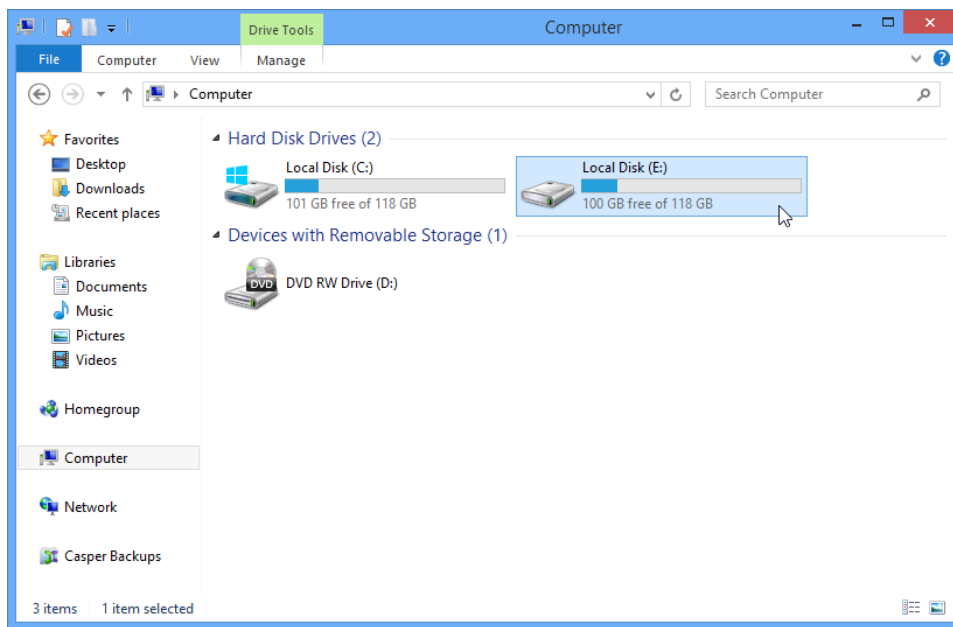 Drive Tools
Computer
File Computer View Manage
Computer
Search Computer
Favorites
Desktop
Downloads
Recent places
Libraries
Documents
Music
Pictures
Videos
Homegroup
Computer
Network
Casper Backups
Hard Disk Drives (2)
Local Disk (C:)
101 GB free of 118 GB
Local Disk (E:)
100 GB free of 118 GB
Devices with Removable Storage (1)
DVD
DVD RW Drive (D:)
3 items 1 item selected